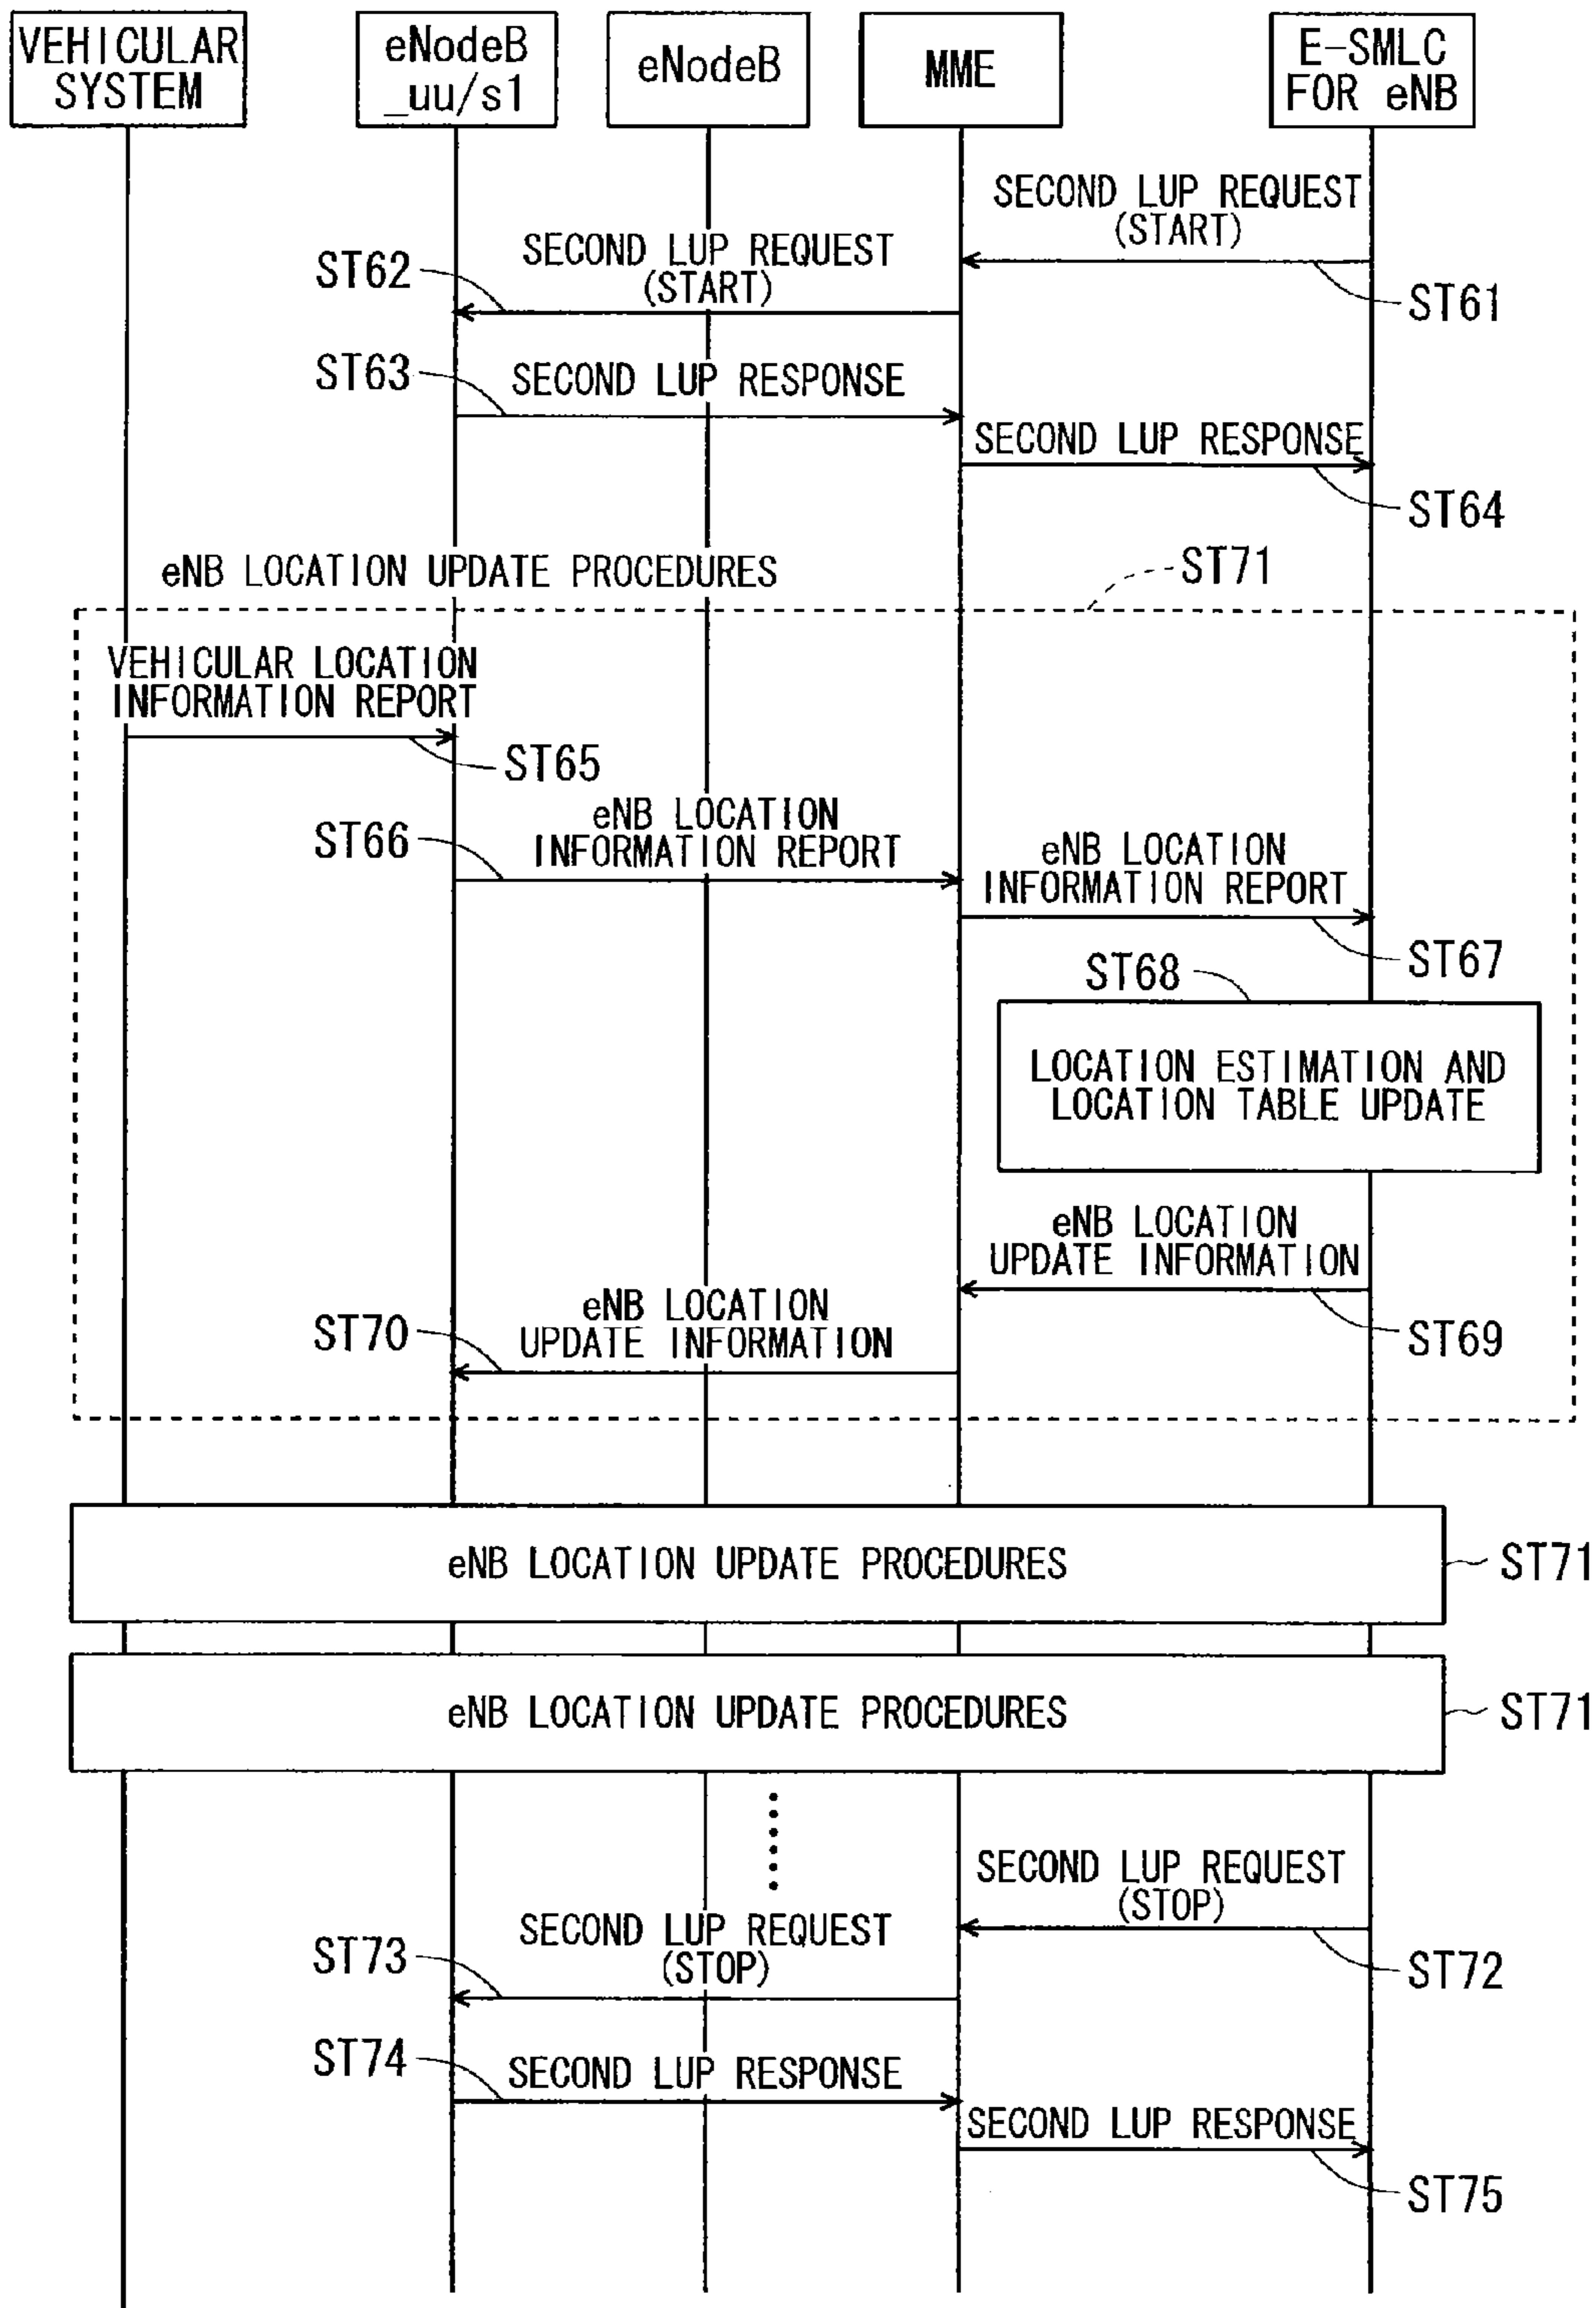 VEHICULAR
SYSTEM
eNodeB
_uu/s1
eNodeB
MME
E-SMLC
FOR eNB
SECOND LUP REQUEST
(START)
ST61
SECOND LUP REQUEST
(START)
ST62
ST63
SECOND LUP RESPONSE
SECOND LUP RESPONSE
ST64
eNB LOCATION UPDATE PROCEDURES
ST71
VEHICULAR LOCATION
INFORMATION REPORT
ST65
eNB LOCATION
INFORMATION REPORT
ST66
eNB LOCATION
INFORMATION REPORT
ST67
ST68
LOCATION ESTIMATION AND
LOCATION TABLE UPDATE
eNB LOCATION
UPDATE INFORMATION
ST69
eNB LOCATION
UPDATE INFORMATION
ST70
eNB LOCATION UPDATE PROCEDURES
ST71
eNB LOCATION UPDATE PROCEDURES
ST71
SECOND LUP REQUEST
(STOP)
ST72
SECOND LUP REQUEST
(STOP)
ST73
ST74
SECOND LUP RESPONSE
SECOND LUP RESPONSE
ST75